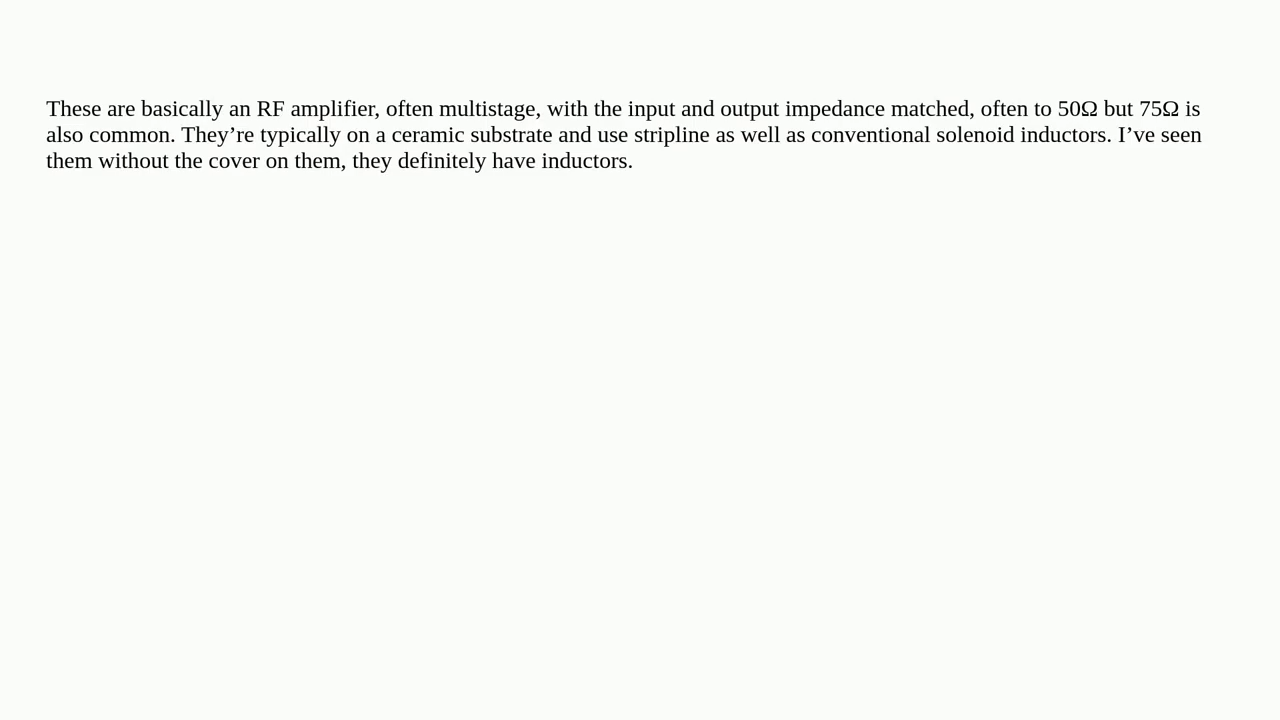 These are basically an RF amplifier, often multistage, with the input and output impedance matched, often to 50Ω but 75Ω is
also common. They’re typically on a ceramic substrate and use stripline as well as conventional solenoid inductors. I’ve seen
them without the cover on them, they definitely have inductors.